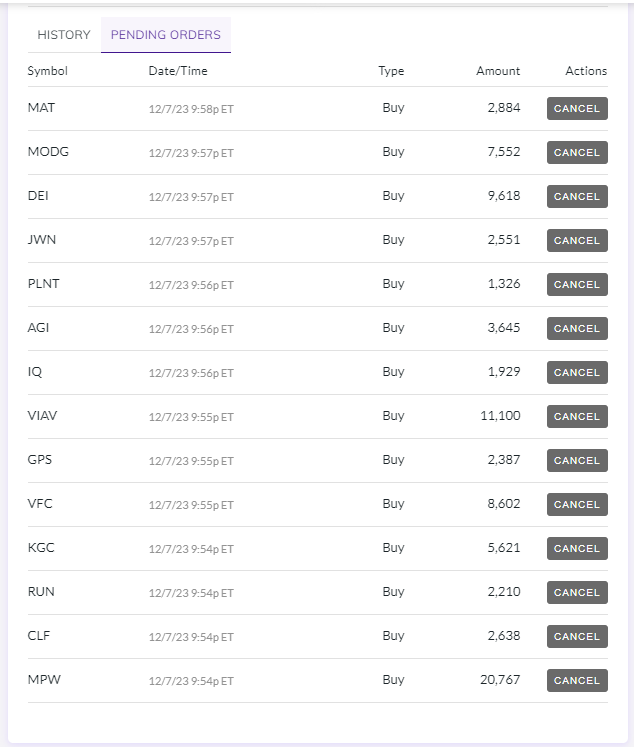 HISTORY PENDING ORDERS
Symbol Date/Time Type Amount Actions
MAT 12/7/23 9:58p ET Buy 2,884 CANCEL
MODG 12/7/23 9:57p ET Buy 7,552 CANCEL
DEI 12/7/23 9:57p ET Buy 9,618 CANCEL
JWN 12/7/23 9:57p ET Buy 2,551 CANCEL
PLNT 12/7/23 9:56p ET Buy 1,326 CANCEL
AGI 12/7/23 9:56p ET Buy 3,645 CANCEL
IQ 12/7/23 9:56p ET Buy 1,929 CANCEL
VIAV 12/7/23 9:55p ET Buy 11,100 CANCEL
GPS 12/7/23 9:55p ET Buy 2,387 CANCEL
VFC 12/7/23 9:55p ET Buy 8,602 CANCEL
KGC 12/7/23 9:54p ET Buy 5,621 CANCEL
RUN 12/7/23 9:54p ET Buy 2,210 CANCEL
CLF 12/7/23 9:54p ET Buy 2,638 CANCEL
MPW 12/7/23 9:54p ET Buy 20,767 CANCEL